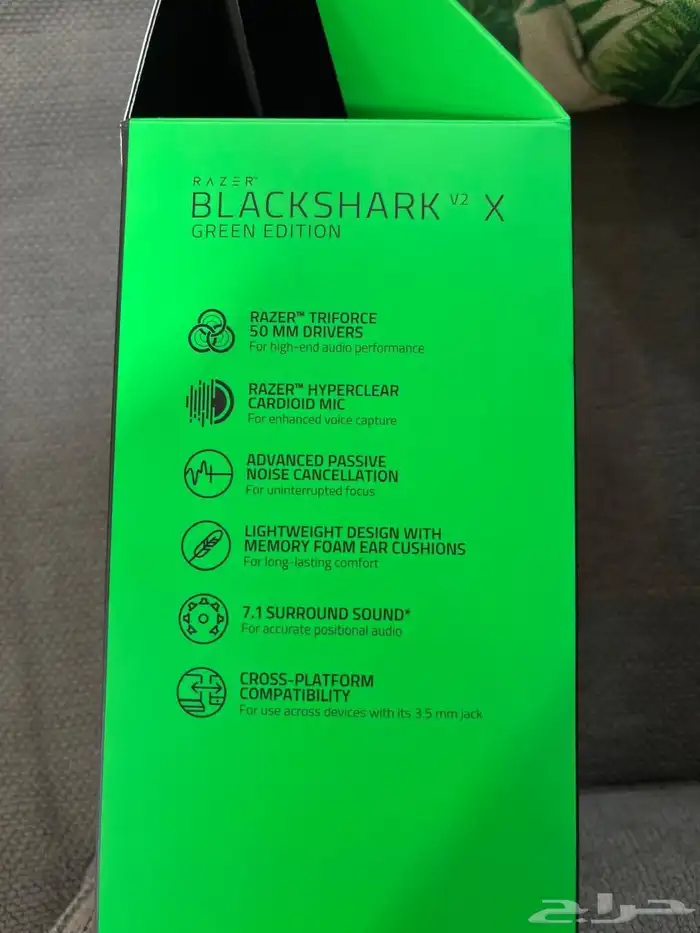 RAZER™
BLACKSHARK V2 X
GREEN EDITION
RAZER™ TRIFORCE
50 MM DRIVERS
For high-end audio performance
RAZER™ HYPERCLEAR
CARDIOID MIC
For enhanced voice capture
ADVANCED PASSIVE
NOISE CANCELLATION
For uninterrupted focus
LIGHTWEIGHT DESIGN WITH
MEMORY FOAM EAR CUSHIONS
For long-lasting comfort
7.1 SURROUND SOUND*
For accurate positional audio
CROSS-PLATFORM
COMPATIBILITY
For use across devices with its 3.5 mm jack
حراج